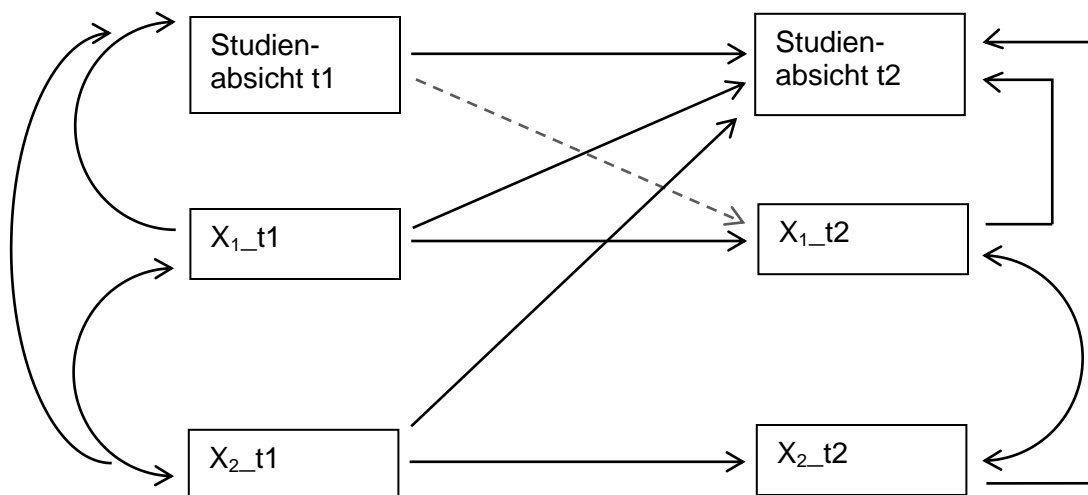 Studien-
absicht t1
Studien-
absicht t2
X₁_t1
X₁_t2
X₂_t1
X₂_t2